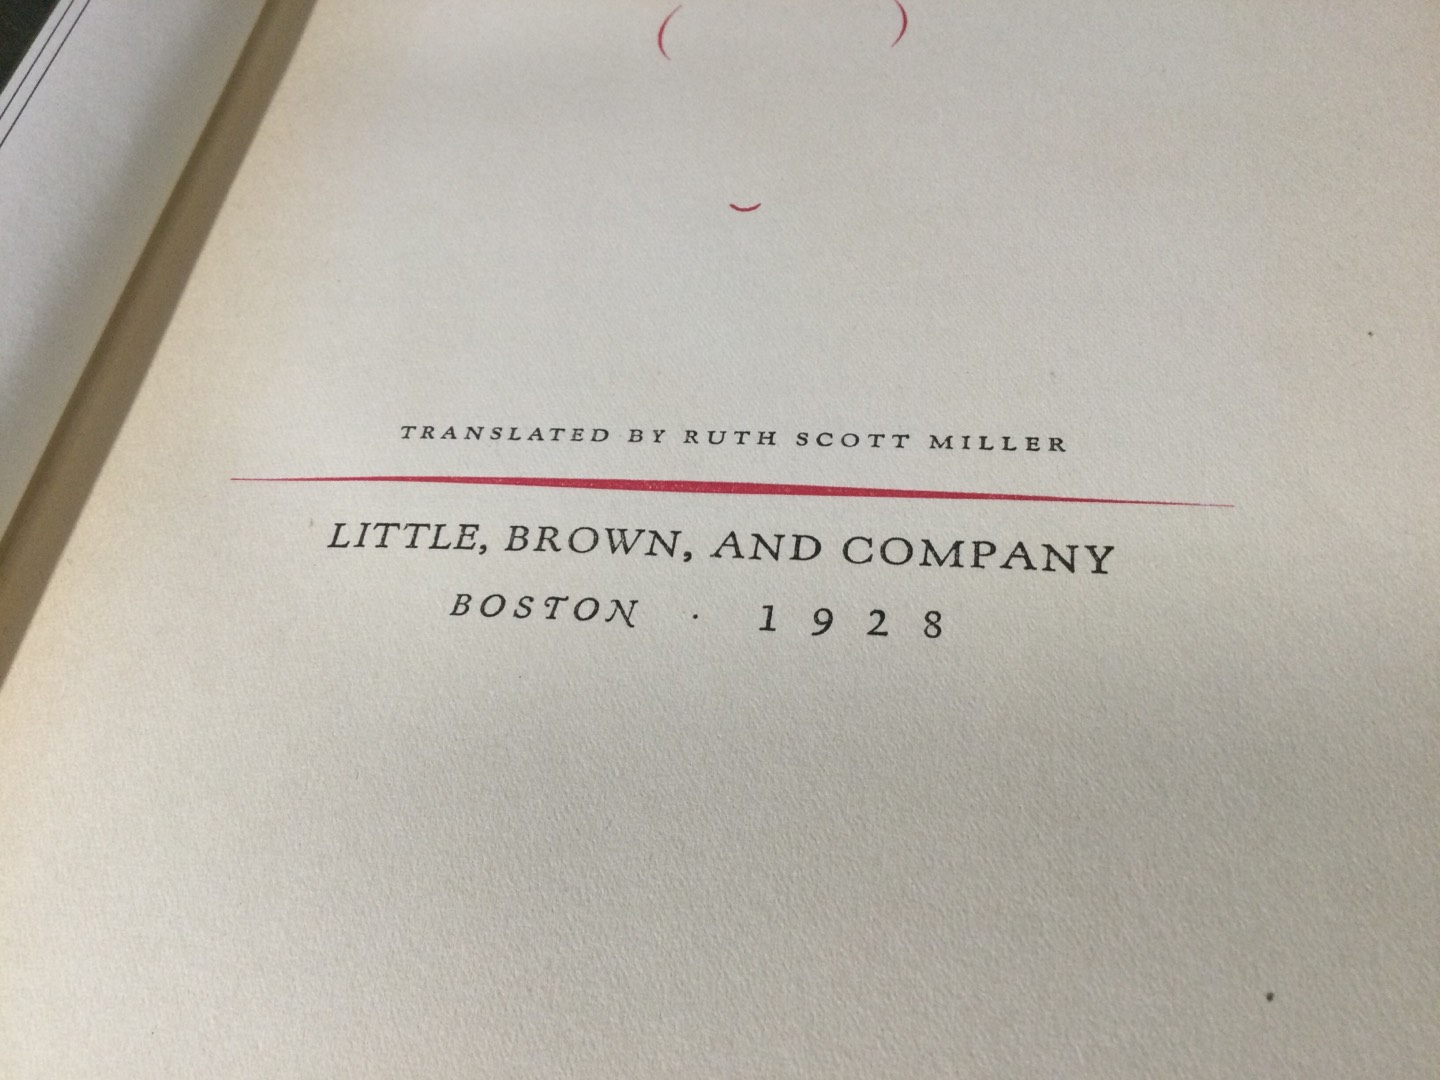 TRANSLATED BY RUTH SCOTT MILLER
LITTLE, BROWN, AND COMPANY
BOSTON · 1928